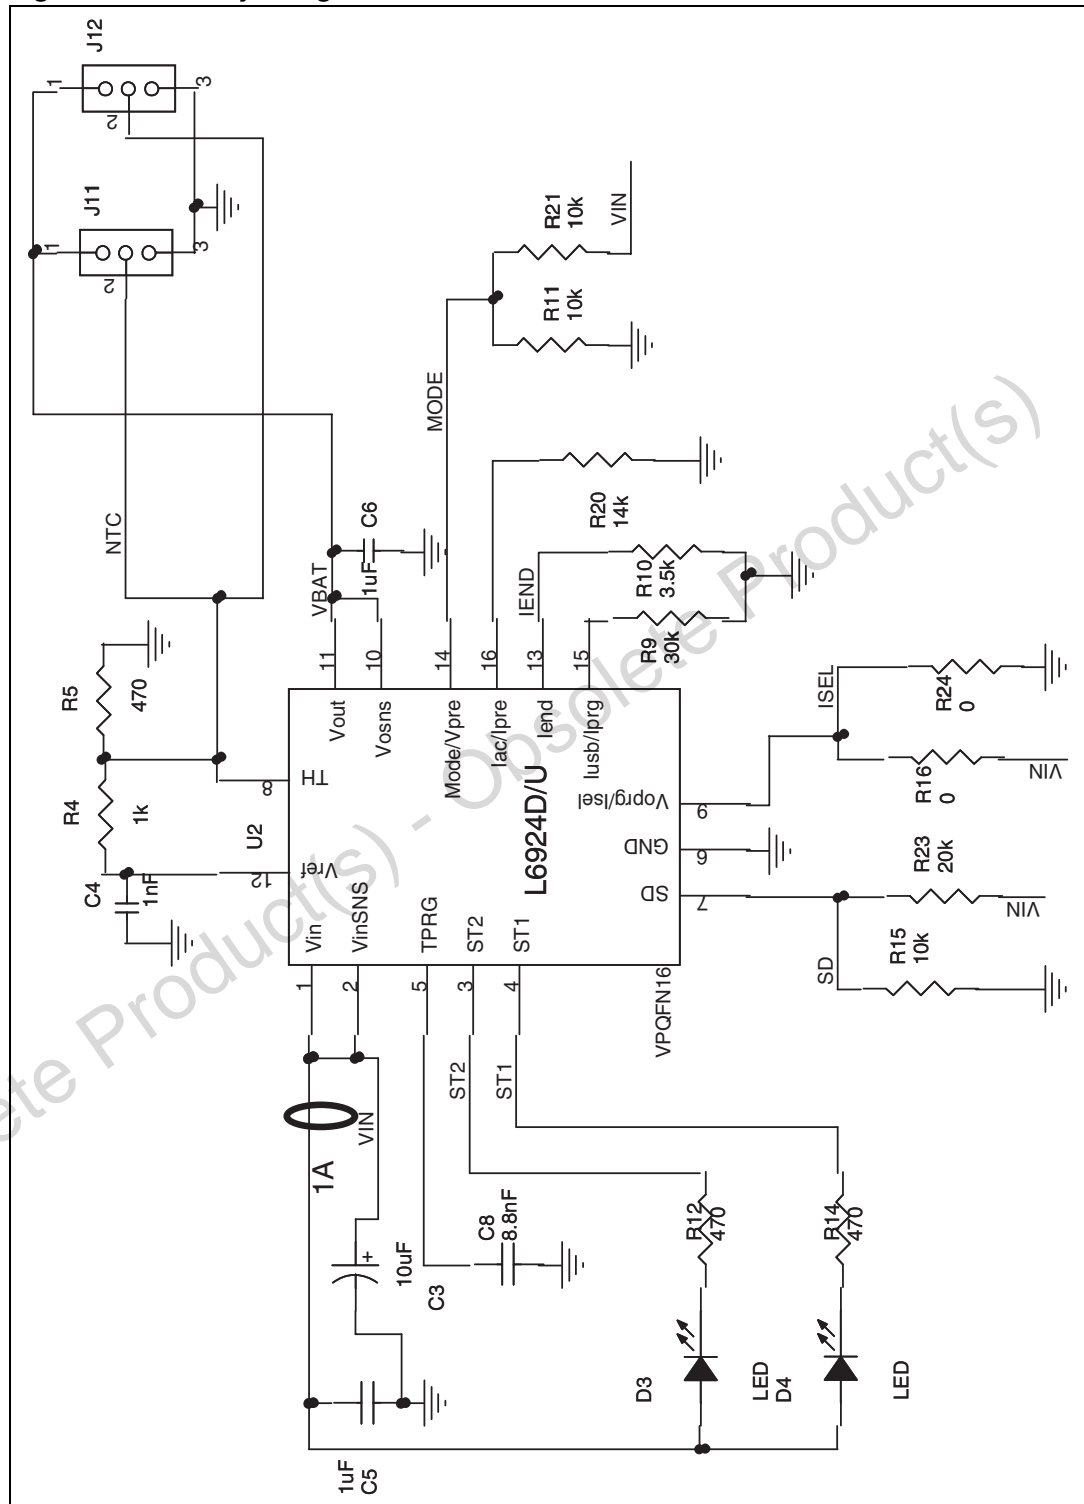 J12
1
3
2
J11
1
3
2
R21
10k
VIN
R11
10k
MODE
NTC
C6
1uF
VBAT
R20
14k
IEND
R10
3.5k
R9
30k
R5
470
R4
1k
C4
1nF
U2
8
12
11
10
14
16
13
15
TH
Vref
Vout
Vosns
Mode/Vpre
Iac/Ipre
Iend
Iusb/Iprg
Vin
VinSNS
TPRG
ST2
ST1
L6924D/U
Voprg/Isel
GND
SD
9
6
7
VPQFN16
1
2
5
3
4
ISEL
R24
0
R16
0
VIN
R23
20k
VIN
SD
R15
10k
ST2
ST1
VIN
1A
10uF
C3
C8
8.8nF
R12
470
R14
470
D3
LED
D4
LED
1uF
C5
ete Product(s) - Obsolete Product(s)